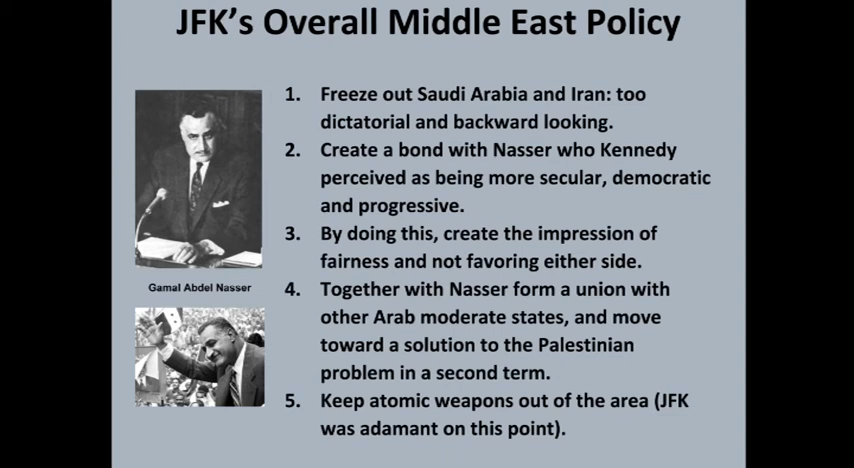 JFK's Overall Middle East Policy
1. Freeze out Saudi Arabia and Iran: too
dictatorial and backward looking.
2. Create a bond with Nasser who Kennedy
perceived as being more secular, democratic
and progressive.
3. By doing this, create the impression of
fairness and not favoring either side.
Gamal Abdel Nasser
4. Together with Nasser form a union with
other Arab moderate states, and move
toward a solution to the Palestinian
problem in a second term.
5. Keep atomic weapons out of the area (JFK
was adamant on this point).